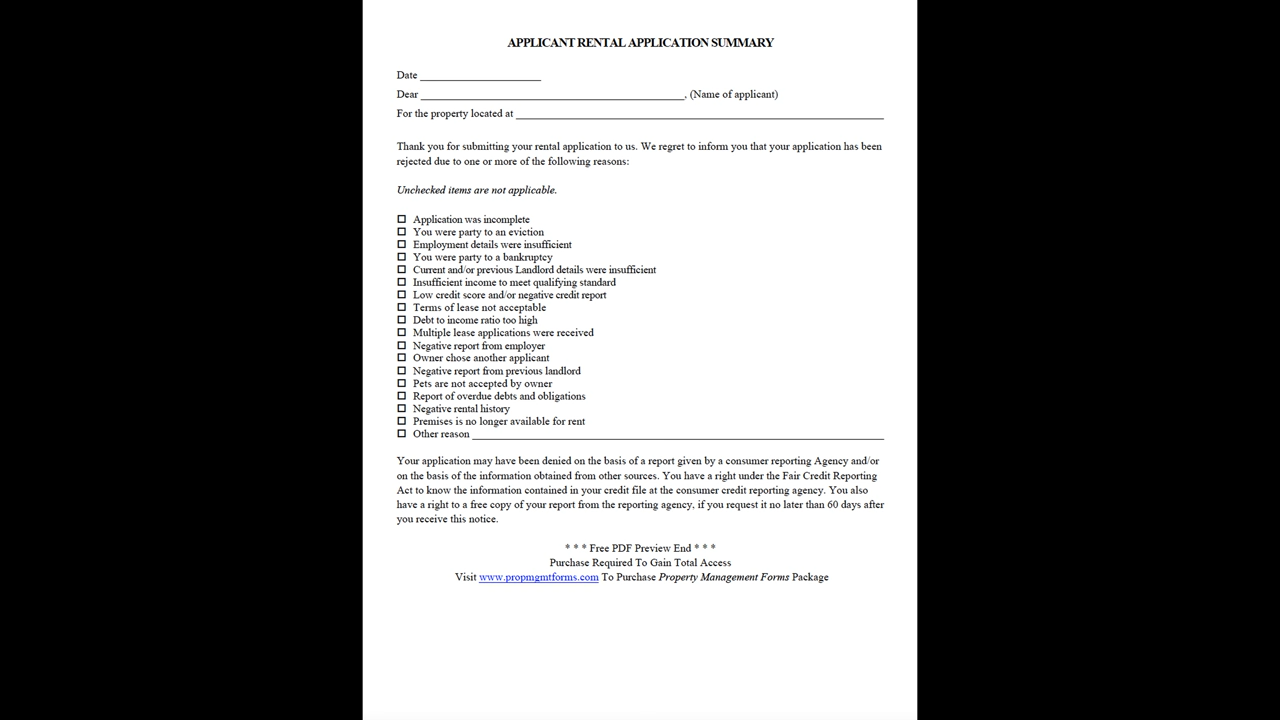 APPLICANT RENTAL APPLICATION SUMMARY
Date ______________________
Dear ________________________________________________, (Name of applicant)
For the property located at ___________________________________________________________________
Thank you for submitting your rental application to us. We regret to inform you that your application has been
rejected due to one or more of the following reasons:
Unchecked items are not applicable.
☐ Application was incomplete
☐ You were party to an eviction
☐ Employment details were insufficient
☐ You were party to a bankruptcy
☐ Current and/or previous Landlord details were insufficient
☐ Insufficient income to meet qualifying standard
☐ Low credit score and/or negative credit report
☐ Terms of lease not acceptable
☐ Debt to income ratio too high
☐ Multiple lease applications were received
☐ Negative report from employer
☐ Owner chose another applicant
☐ Negative report from previous landlord
☐ Pets are not accepted by owner
☐ Report of overdue debts and obligations
☐ Negative rental history
☐ Premises is no longer available for rent
☐ Other reason ___________________________________________________________________________
Your application may have been denied on the basis of a report given by a consumer reporting Agency and/or
on the basis of the information obtained from other sources. You have a right under the Fair Credit Reporting
Act to know the information contained in your credit file at the consumer credit reporting agency. You also
have a right to a free copy of your report from the reporting agency, if you request it no later than 60 days after
you receive this notice.
* * * Free PDF Preview End * * *
Purchase Required To Gain Total Access
Visit www.propmgmtforms.com To Purchase Property Management Forms Package